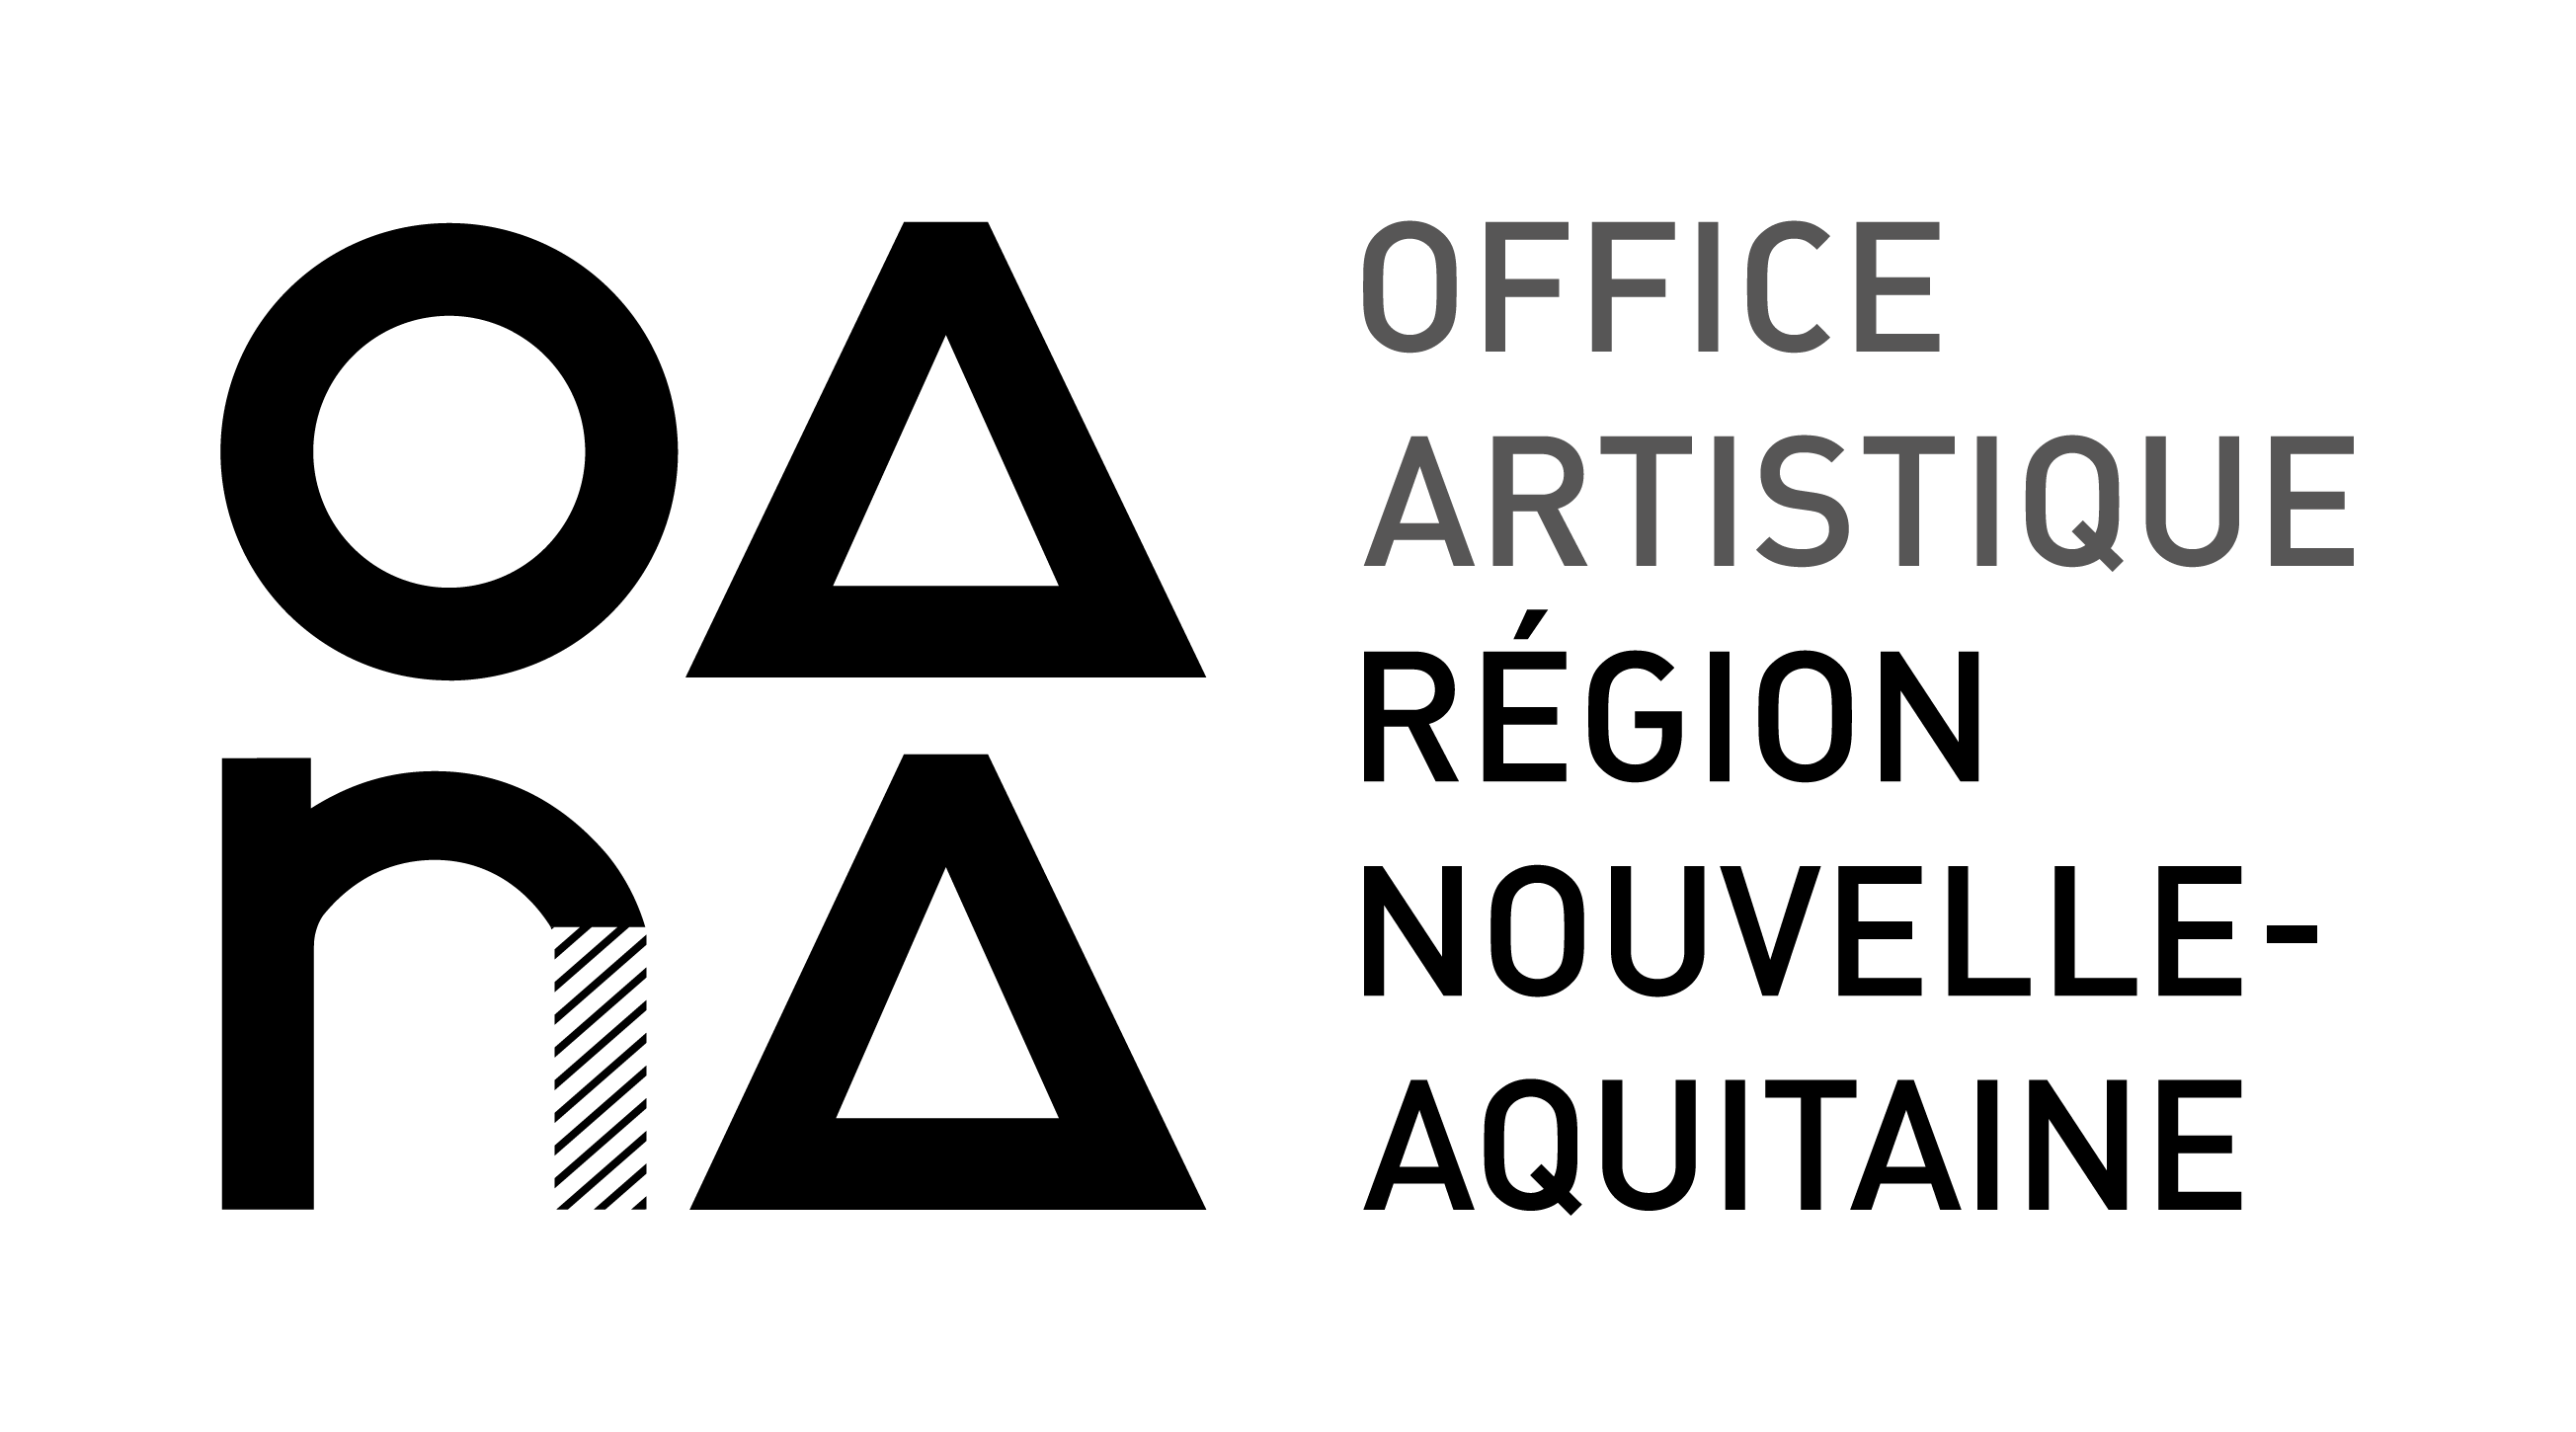 OA
nA
OFFICE
ARTISTIQUE
RÉGION
NOUVELLE-
AQUITAINE